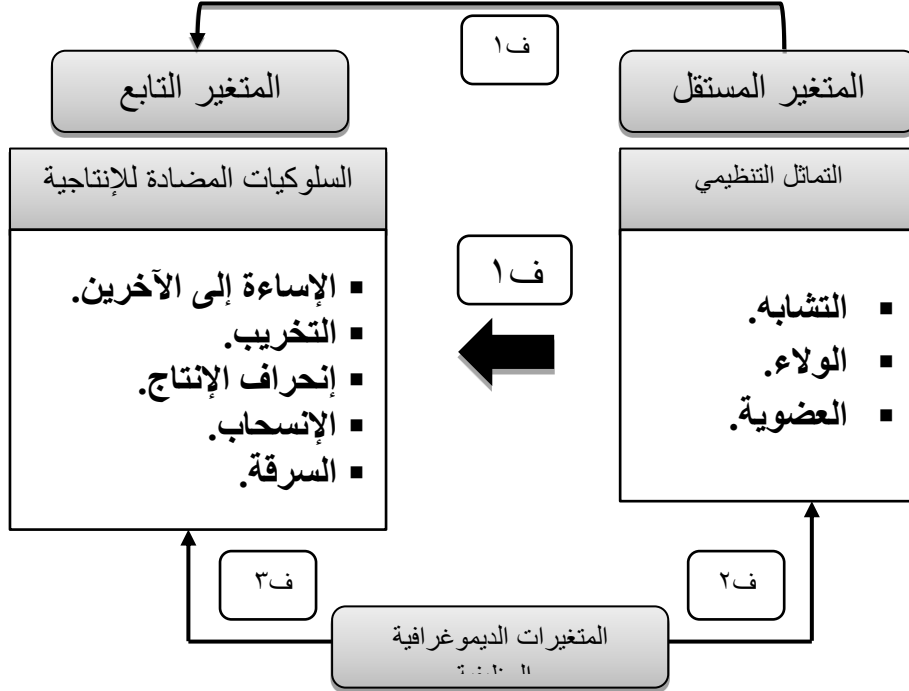 ف١
المتغير المستقل
المتغير التابع
التماثل التنظيمي
السلوكيات المضادة للإنتاجية
ف١
▪ التشابه.
▪ الولاء.
▪ العضوية.
▪ الإساءة إلى الآخرين.
▪ التخريب.
▪ إنحراف الإنتاج.
▪ الإنسحاب.
▪ السرقة.
ف٢
ف٣
المتغيرات الديموغرافية